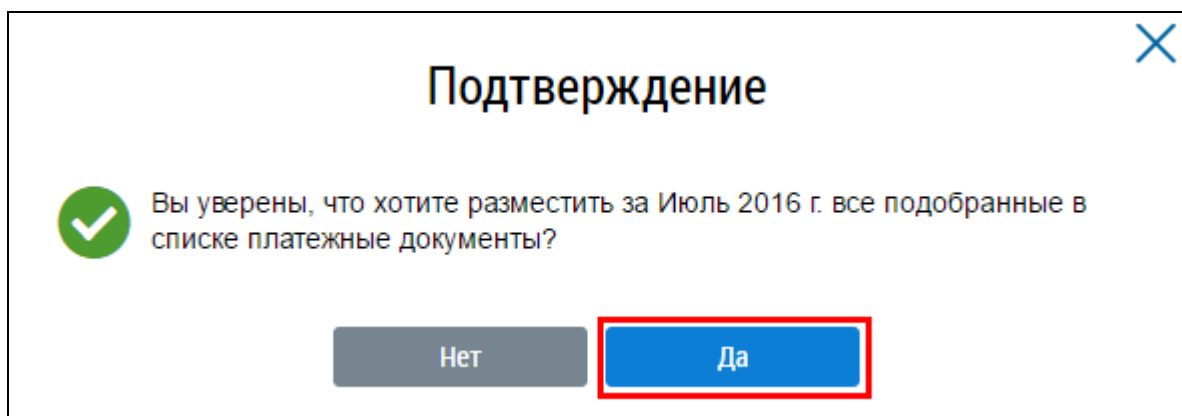 Подтверждение
Вы уверены, что хотите разместить за Июль 2016 г. все подобранные в
списке платежные документы?
Нет
Да